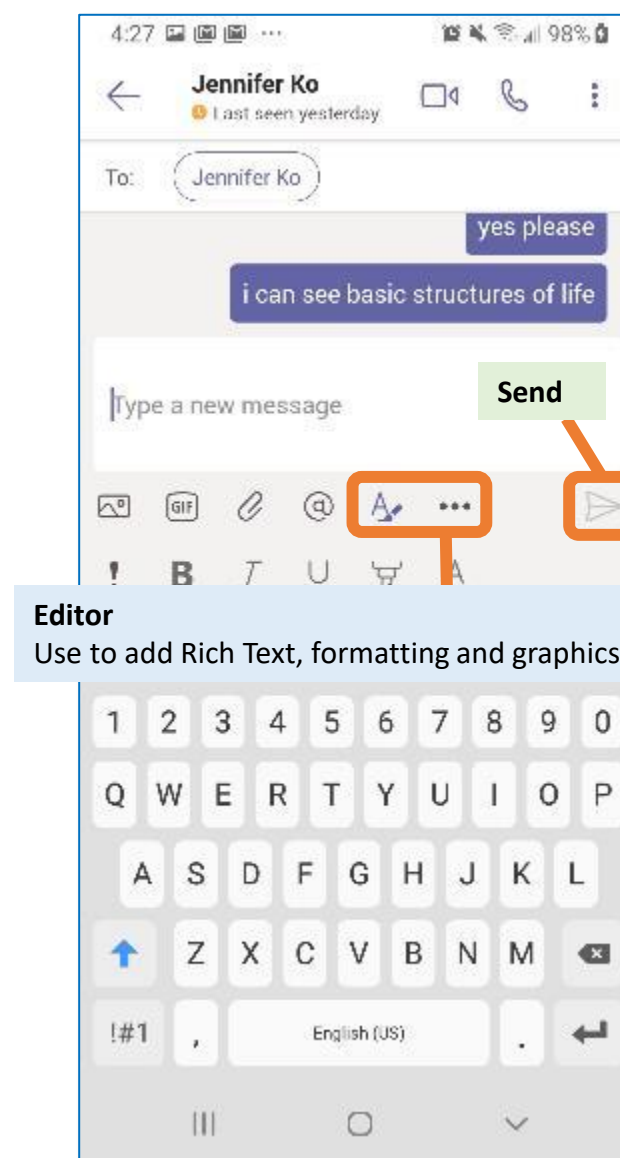 4:27 98%
Jennifer Ko
Last seen yesterday
To: Jennifer Ko
yes please
i can see basic structures of life
Type a new message
Send
GIF @ A
! B I U A
Editor
Use to add Rich Text, formatting and graphics
1 2 3 4 5 6 7 8 9 0
Q W E R T Y U I O P
A S D F G H J K L
Z X C V B N M
!#1 , English (US) .